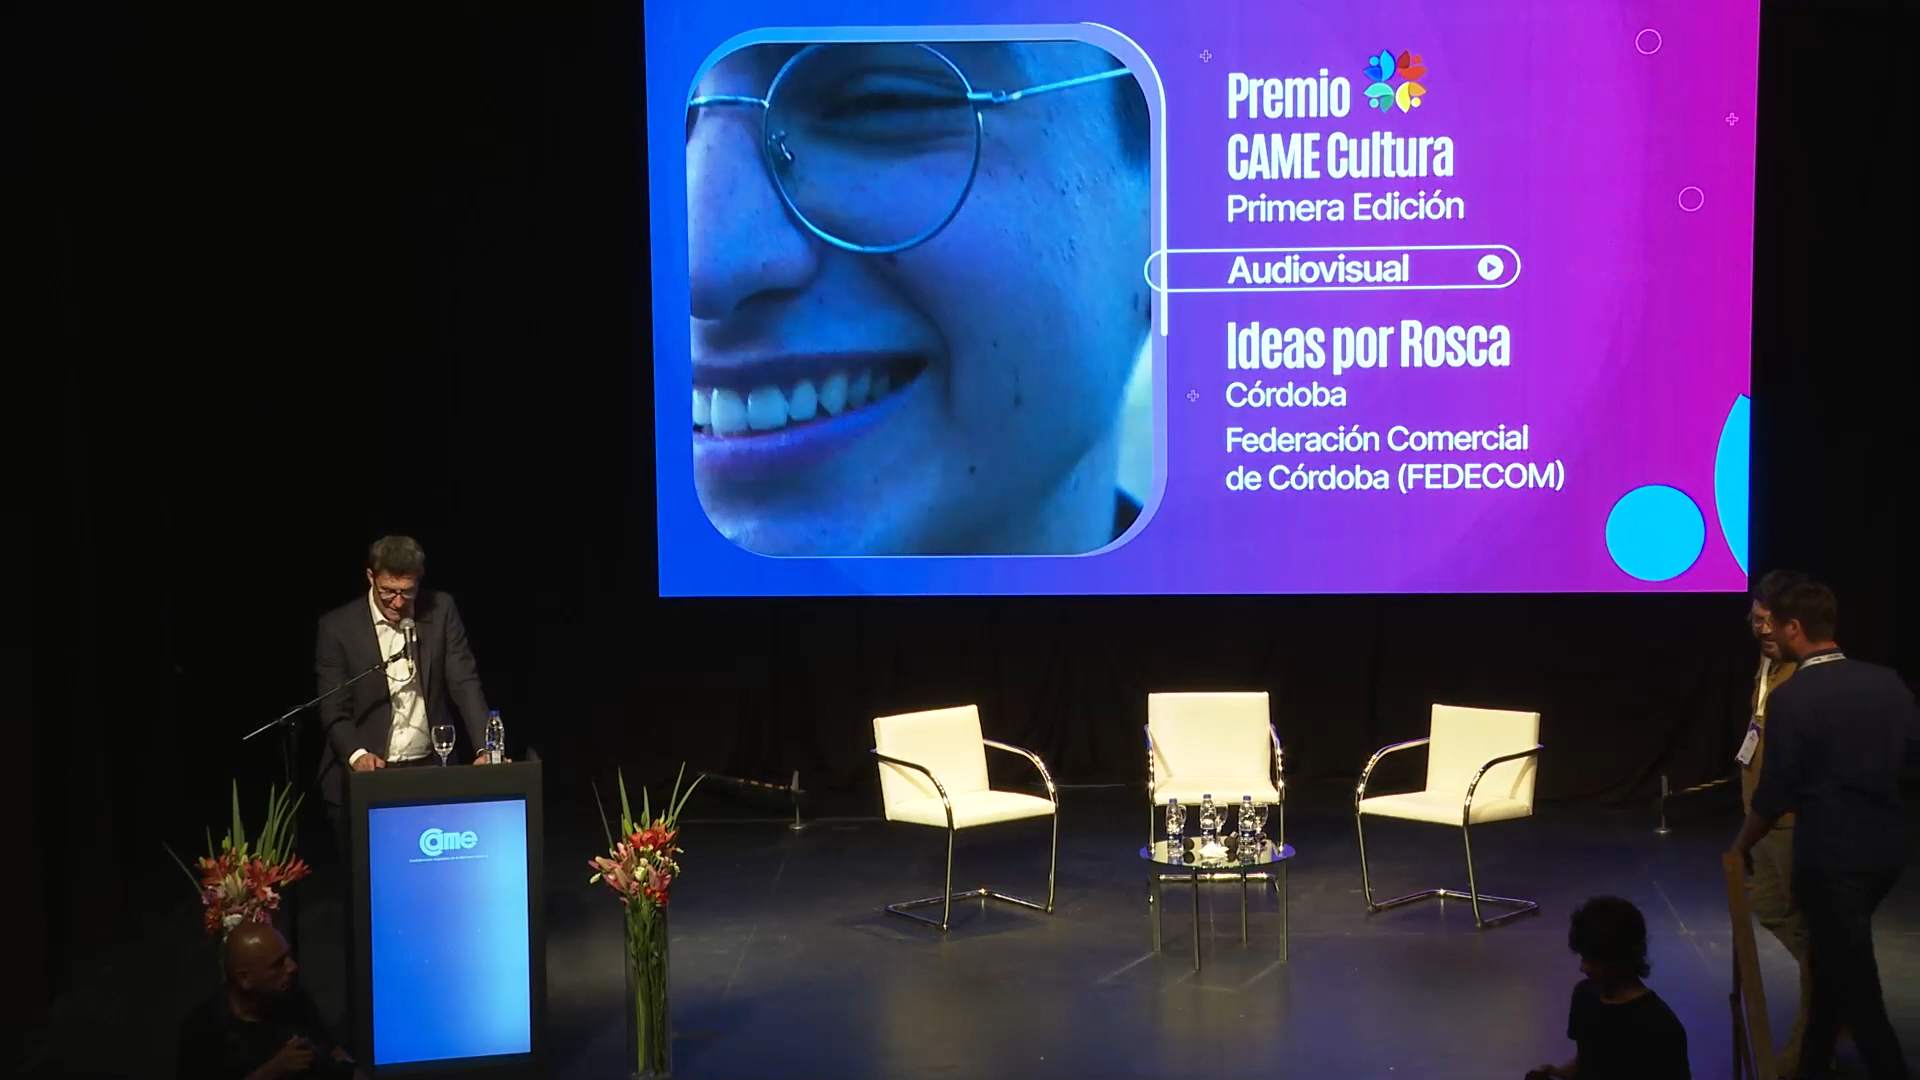 Premio
CAME Cultura
Primera Edición
Audiovisual
Ideas por Rosca
Córdoba
Federación Comercial
de Córdoba (FEDECOM)
came